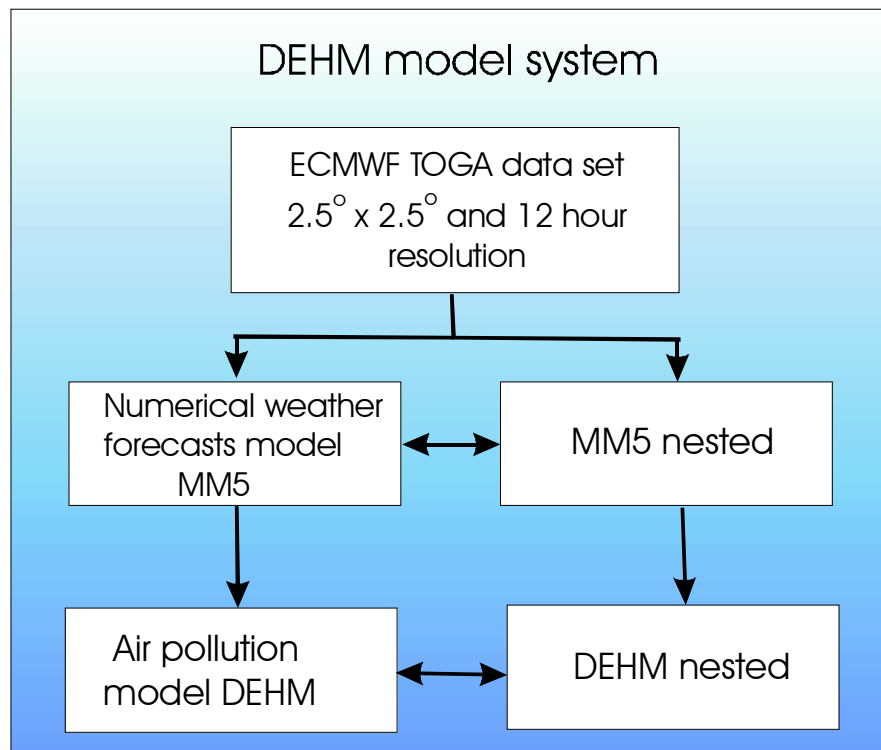 DEHM model system
ECMWF TOGA data set
2.5° x 2.5° and 12 hour
resolution
Numerical weather
forecasts model
MM5
MM5 nested
Air pollution
model DEHM
DEHM nested